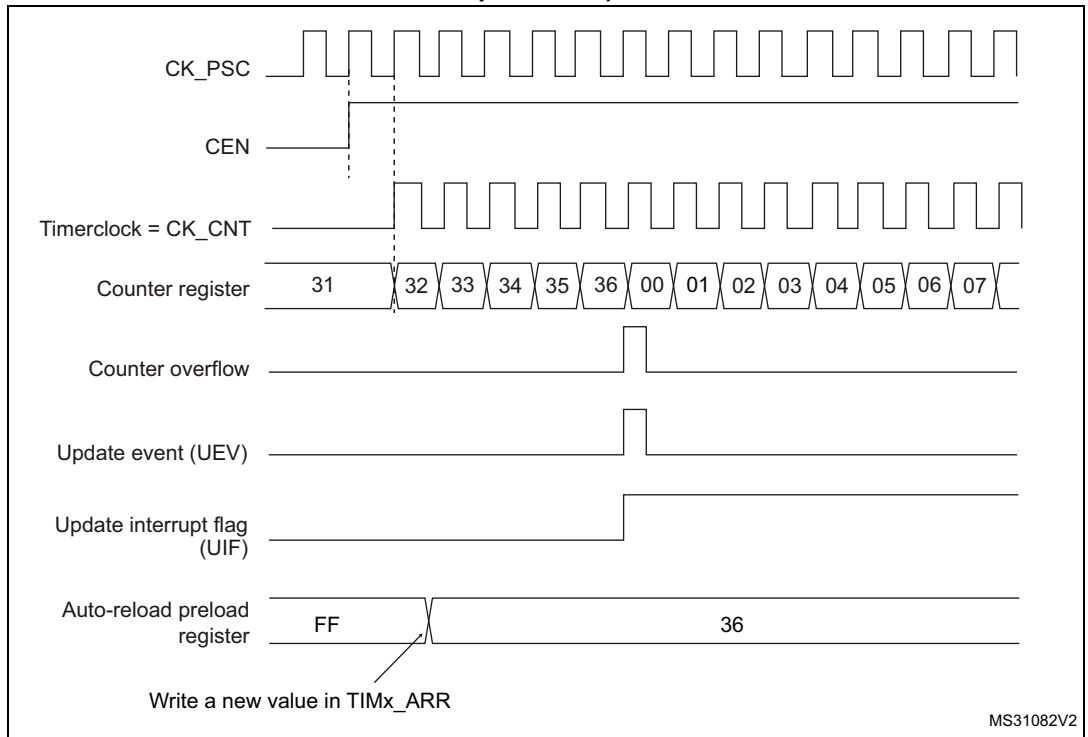 CK_PSC
CEN
Timerclock = CK_CNT
Counter register 31 32 33 34 35 36 00 01 02 03 04 05 06 07
Counter overflow
Update event (UEV)
Update interrupt flag
(UIF)
Auto-reload preload
register FF 36
Write a new value in TIMx_ARR
MS31082V2